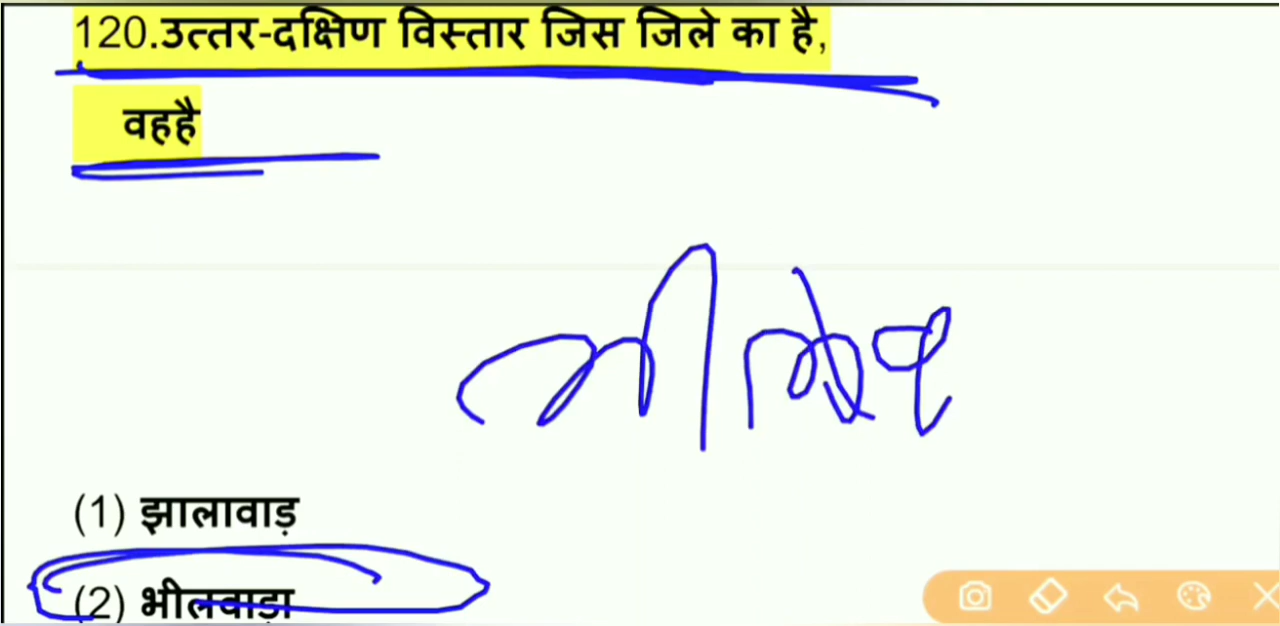 120.उत्तर-दक्षिण विस्तार जिस जिले का है,
वहहै
(1) झालावाड़
(2) भीलवाड़ा